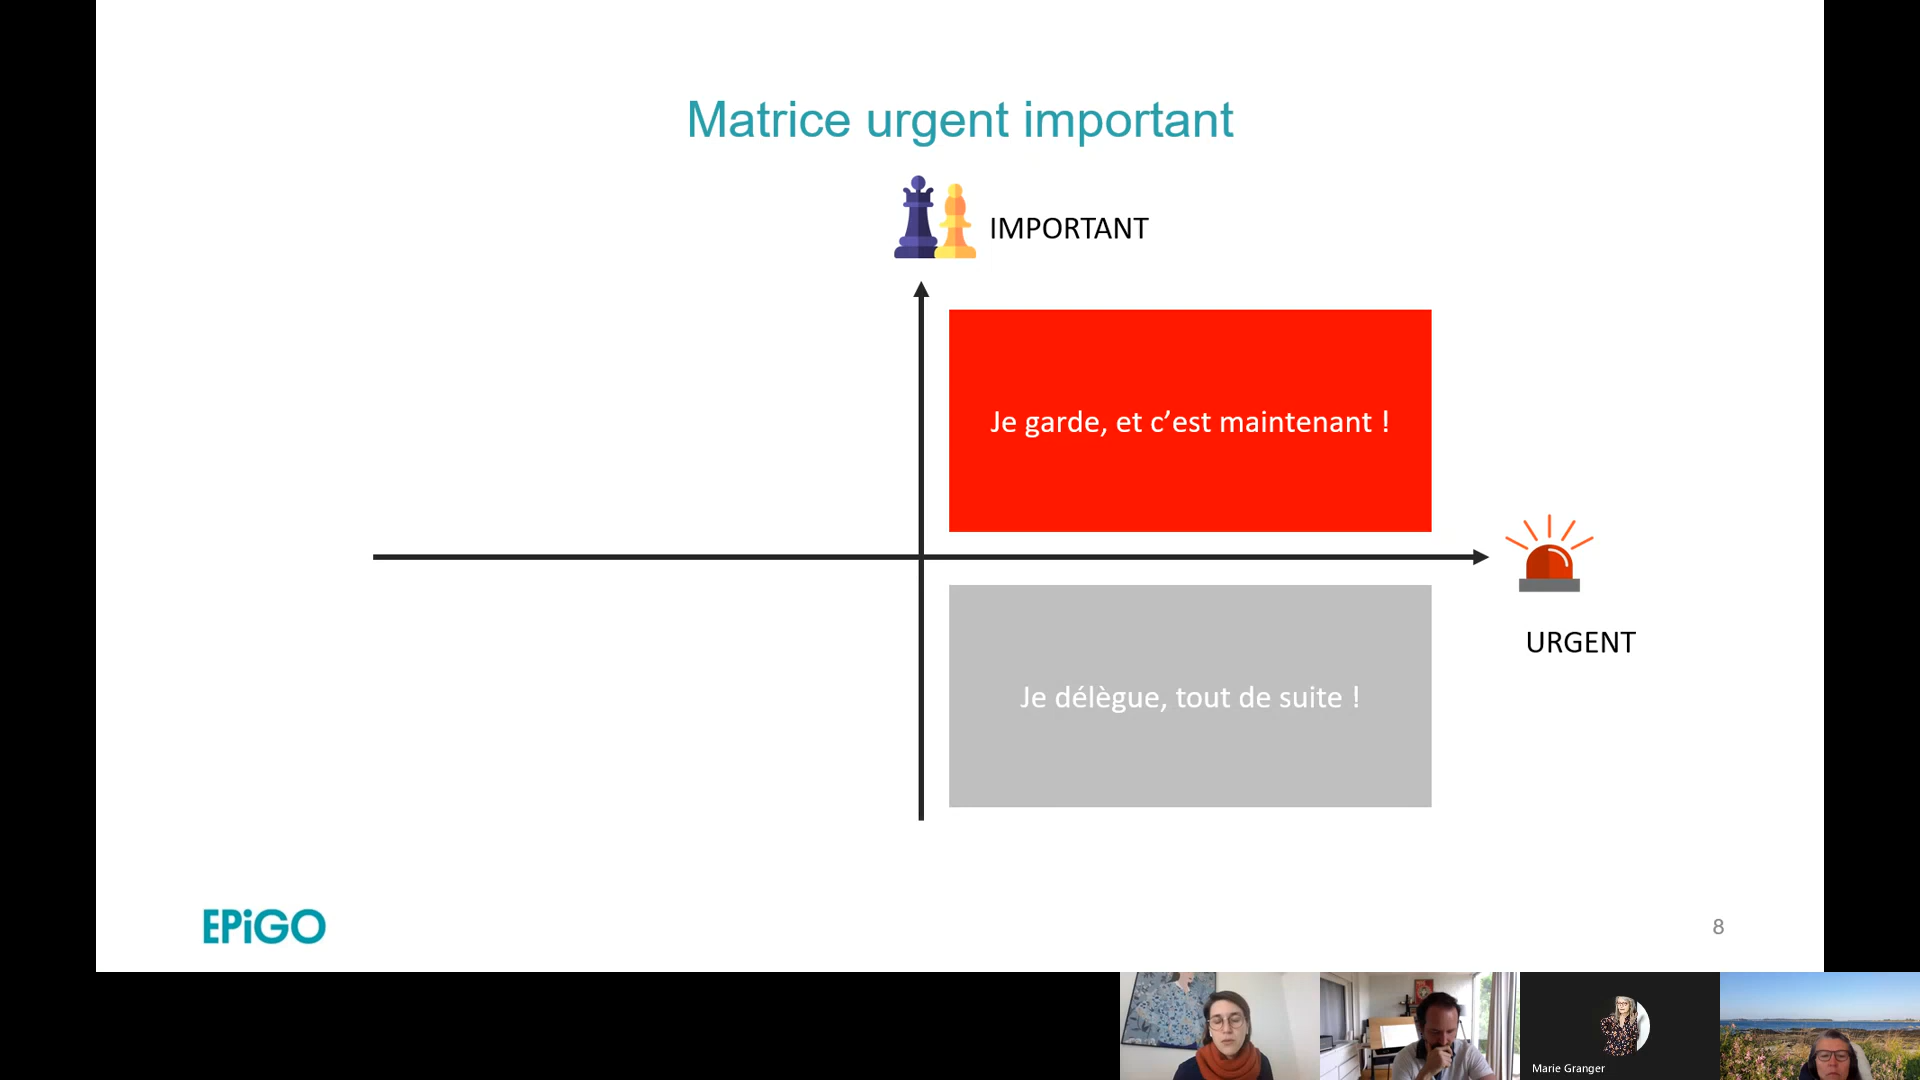 Matrice urgent important
IMPORTANT
Je garde, et c’est maintenant !
URGENT
Je délègue, tout de suite !
EPiGO
8
Marie Granger